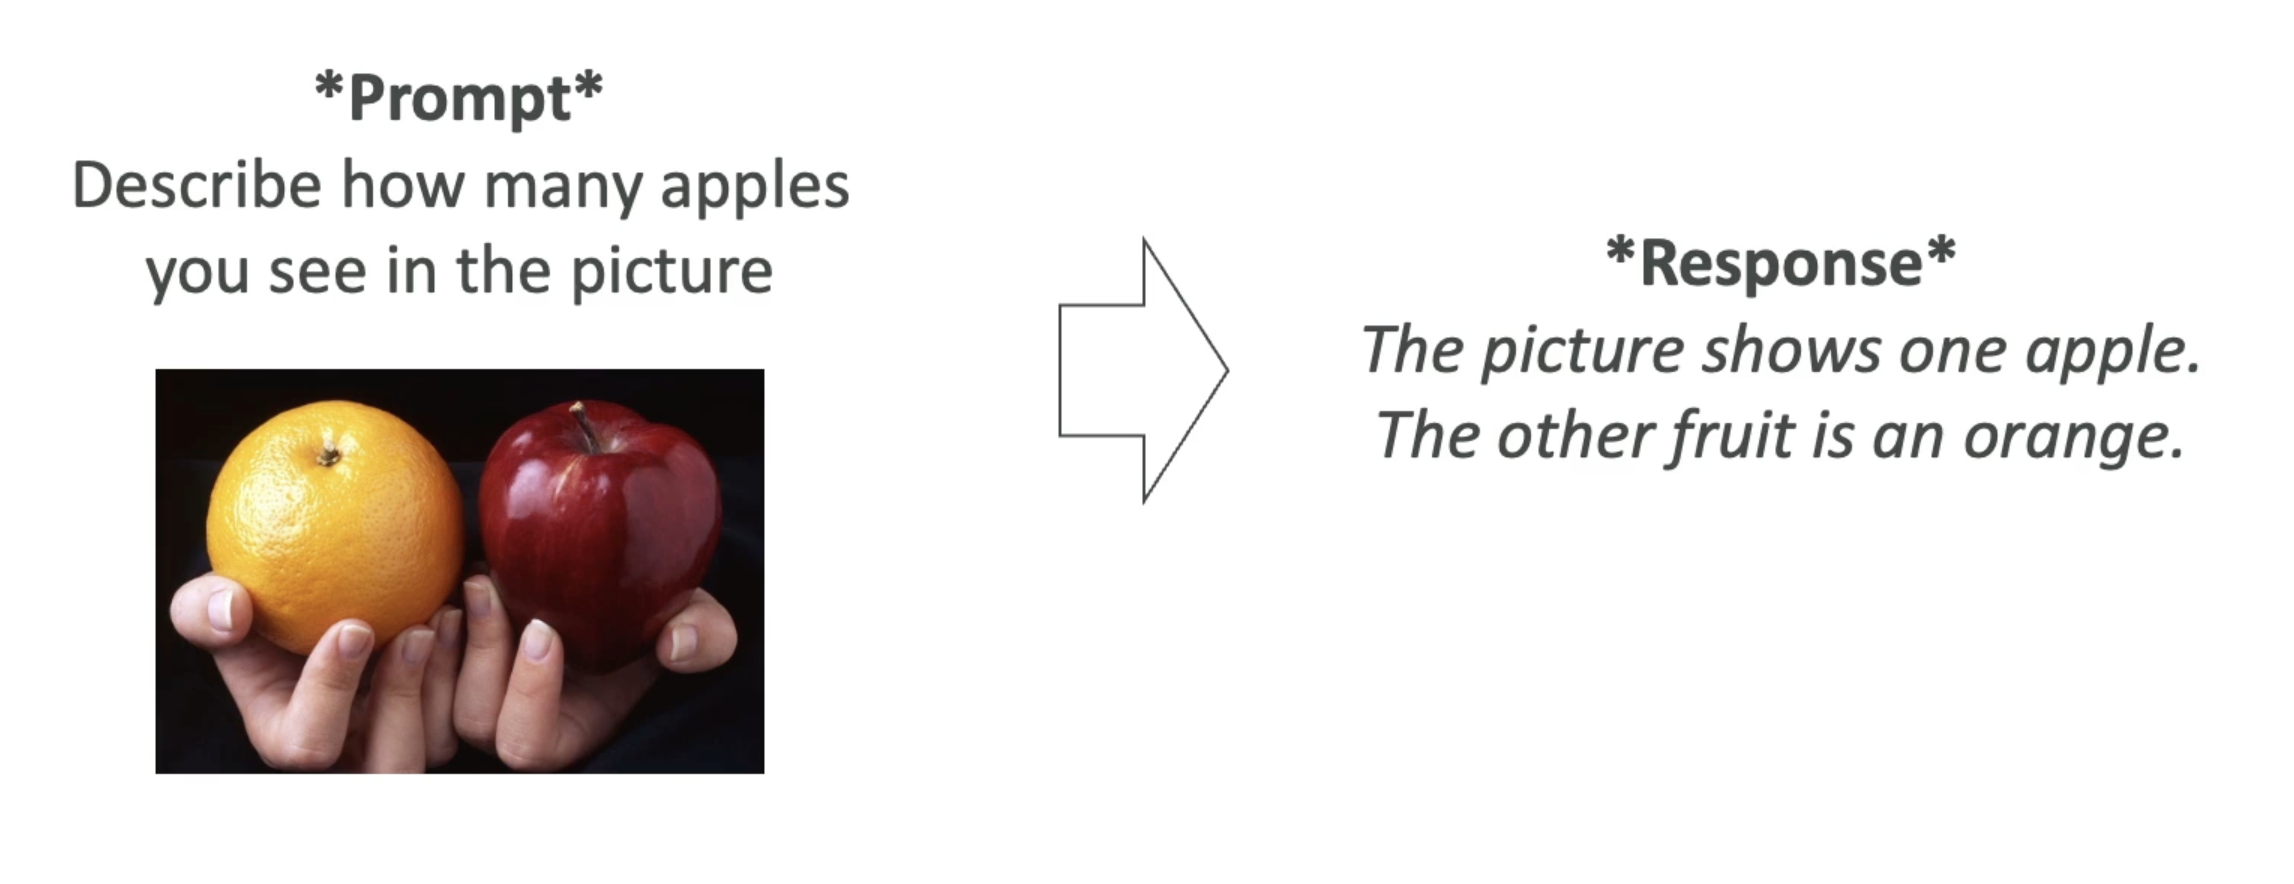 *Prompt*
Describe how many apples
you see in the picture
*Response*
The picture shows one apple.
The other fruit is an orange.